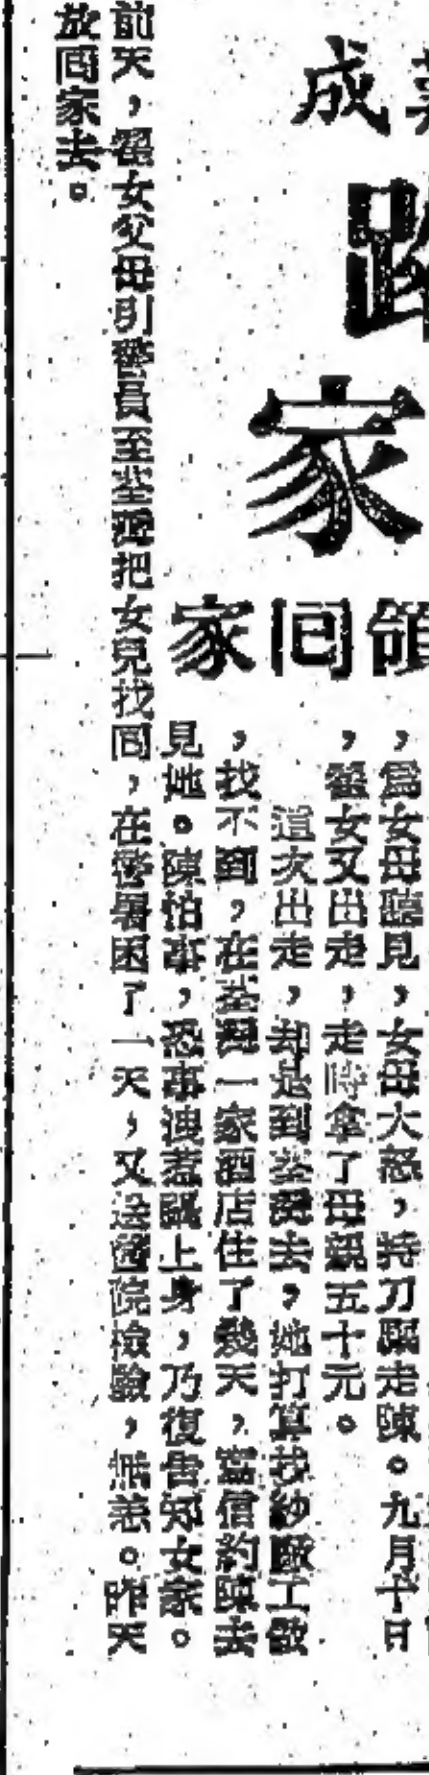 成
家
領回家
，為女母聽見，女母大怒，持刀趕走陳。九月十日
，翟女又出走，走時拿了母親五十元。
這次出走，却是到荃灣去，她打算找紗廠工做
，找不到，在荃灣一家酒店住了幾天，寫信約陳去
見她。陳怕事，恐事洩惹禍上身，乃復告知女家。
前天，翟女父母引警員至荃灣把女兒找回，在警署困了一天，又送醫院檢驗，無恙。昨天
放回家去。